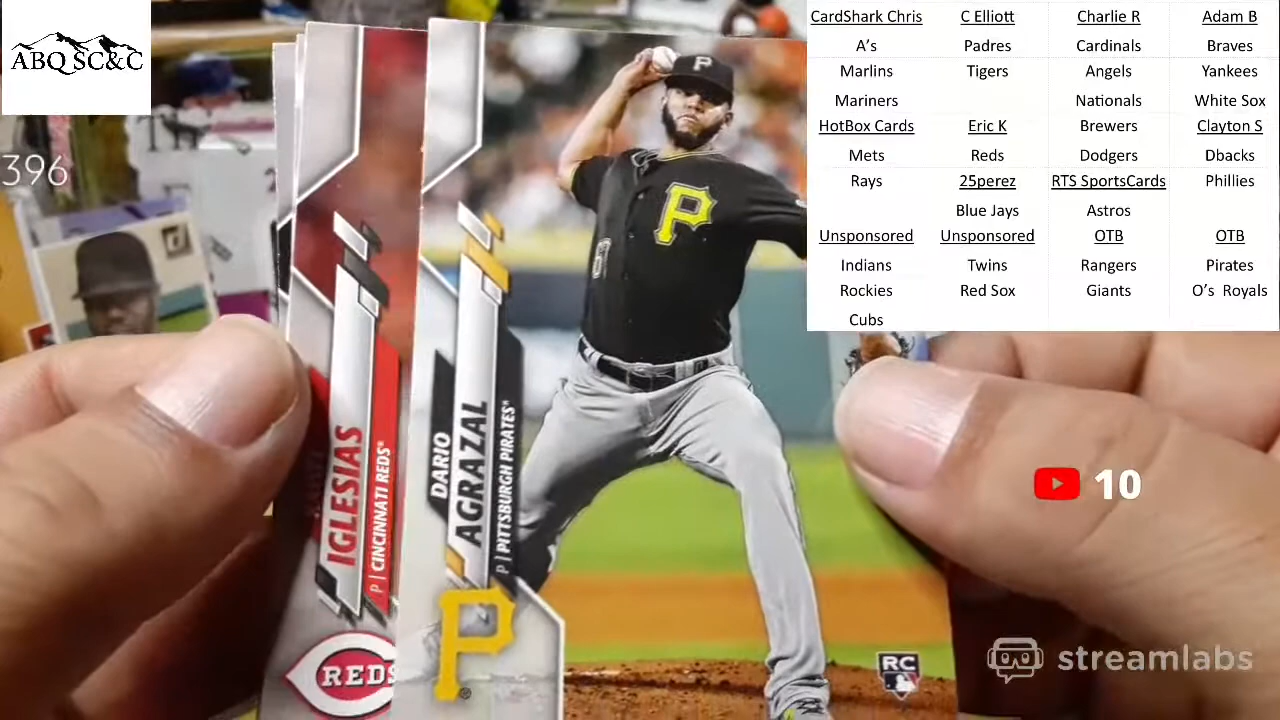 ABQ SC&C
396
CardShark Chris C Elliott Charlie R Adam B
A's Padres Cardinals Braves
Marlins Tigers Angels Yankees
Mariners Nationals White Sox
HotBox Cards Eric K Brewers Clayton S
Mets Reds Dodgers Dbacks
Rays 25perez RTS SportsCards Phillies
Blue Jays Astros
Unsponsored Unsponsored OTB OTB
Indians Twins Rangers Pirates
Rockies Red Sox Giants O's Royals
Cubs
IGLESIAS
P | CINCINNATI REDS
REDS
DARIO
AGRAZAL
P | PITTSBURGH PIRATES
P
P
P
®
RC
10
streamlabs